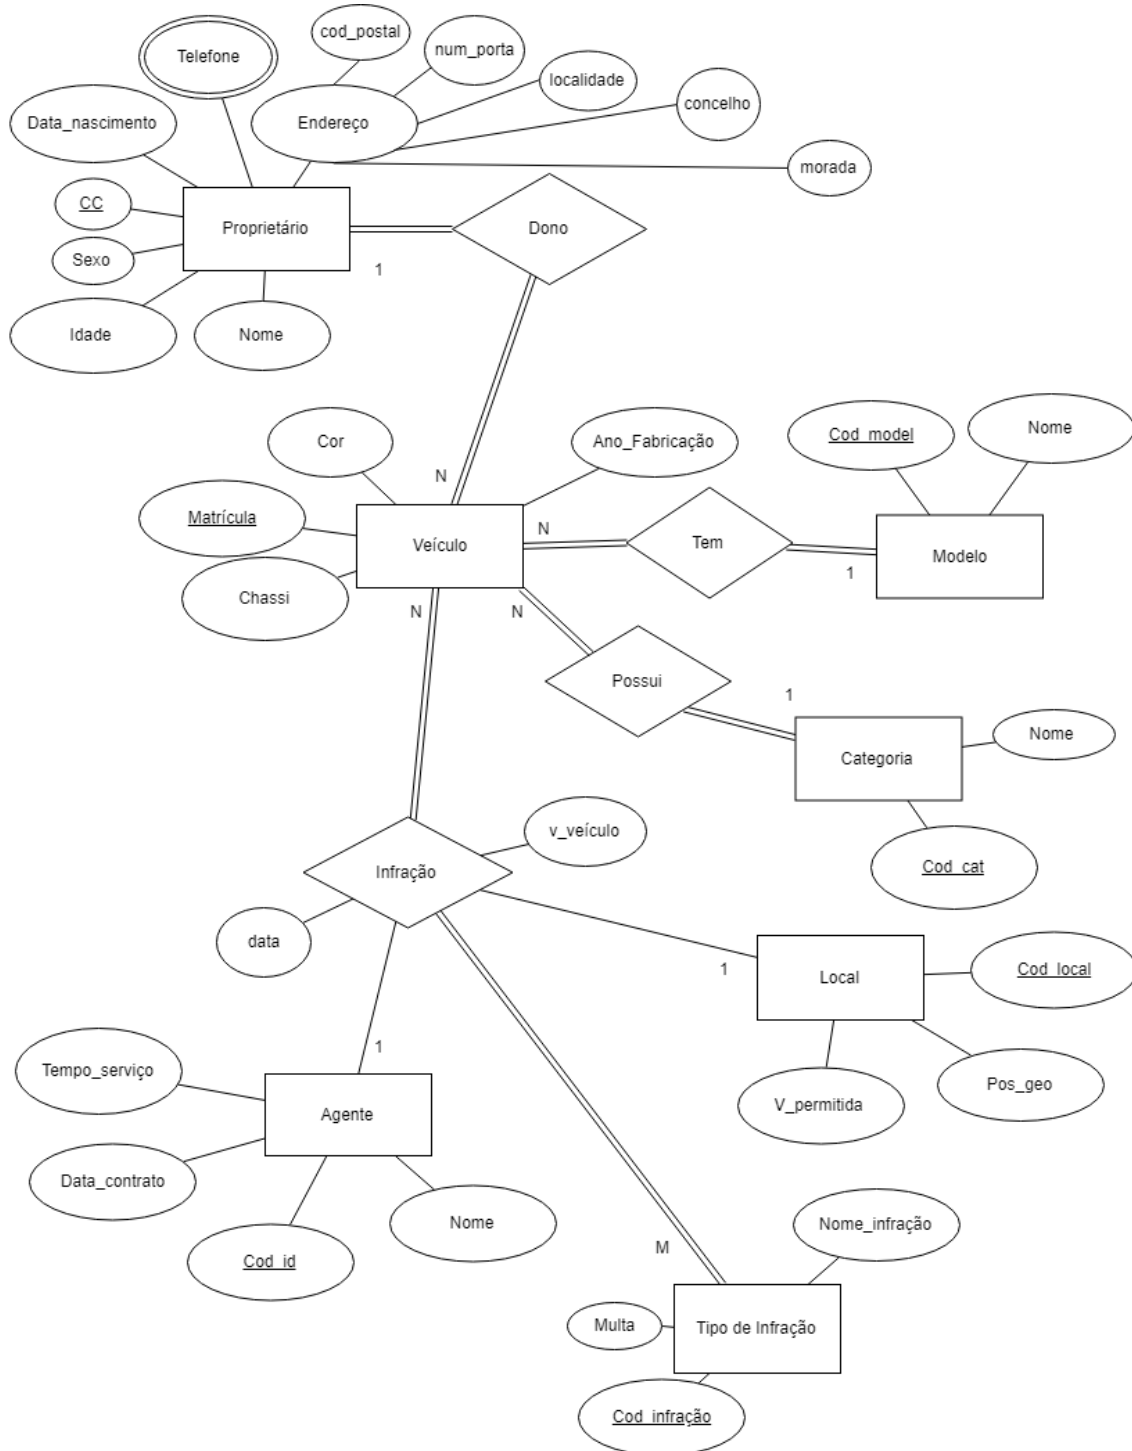 cod_postal
num_porta
Telefone
localidade
concelho
Data_nascimento
Endereço
morada
CC
Proprietário
Dono
Sexo
1
Idade
Nome
Cor
Ano_Fabricação
Cod_model
Nome
N
Matrícula
N
Veículo
Tem
Modelo
1
Chassi
N
N
Possui
1
Nome
Categoria
v_veículo
Cod_cat
Infração
data
1
Local
Cod_local
1
Tempo_serviço
Pos_geo
V_permitida
Agente
Data_contrato
Nome
Nome_infração
M
Cod_id
Multa
Tipo de Infração
Cod_infração